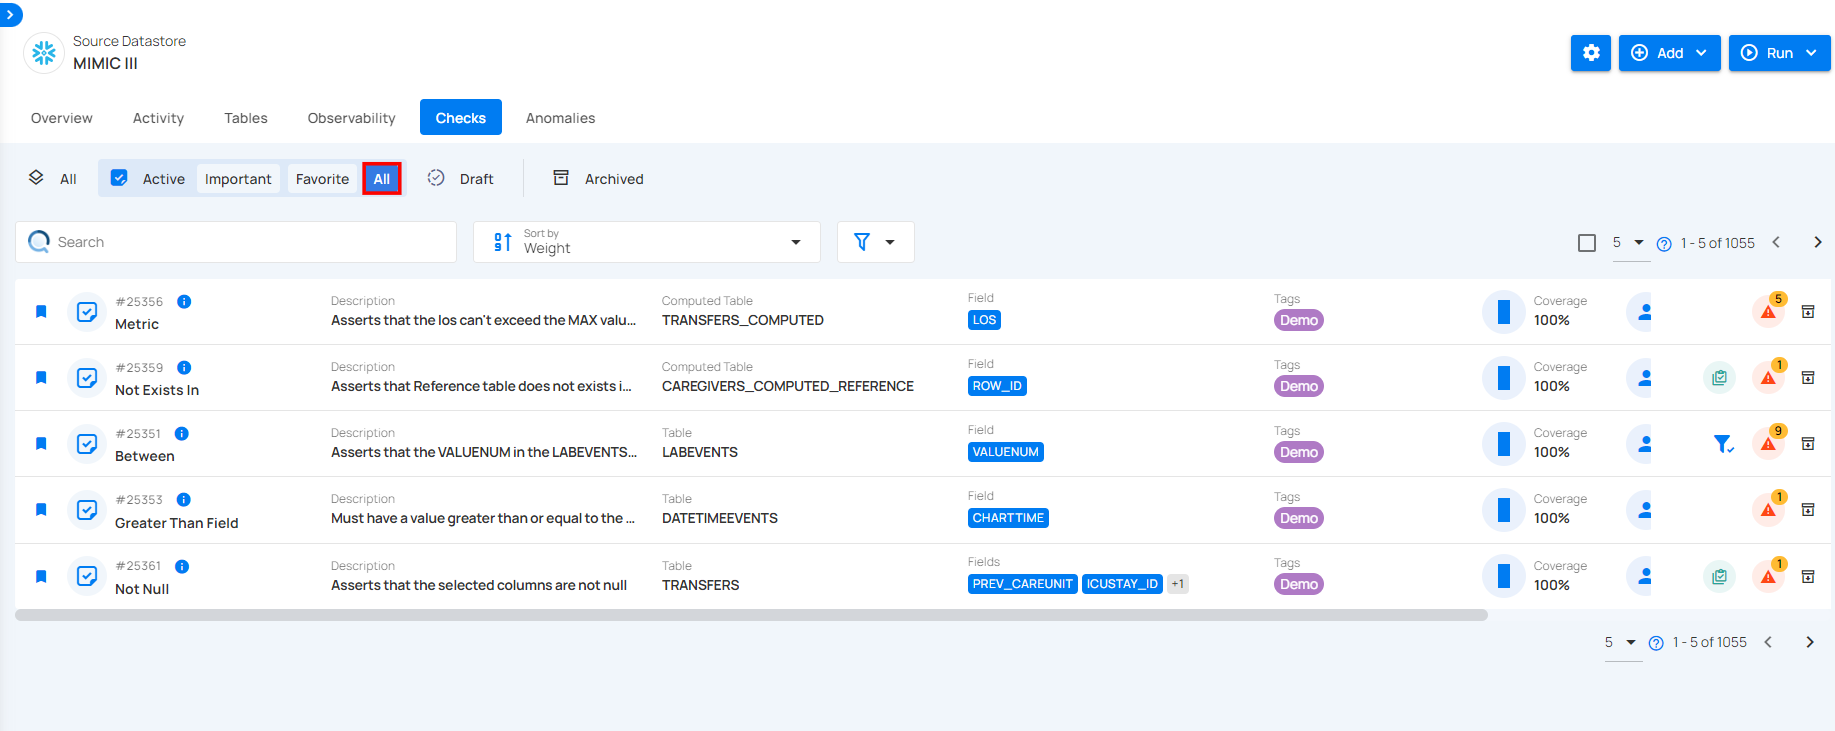 Source Datastore
MIMIC III
Add
Run
Overview
Activity
Tables
Observability
Checks
Anomalies
All
Active
Important
Favorite
All
Draft
Archived
Search
Sort by
Weight
5
1 - 5 of 1055
#25356
Metric
Description
Asserts that the los can't exceed the MAX valu...
Computed Table
TRANSFERS_COMPUTED
Field
LOS
Tags
Demo
Coverage
100%
5
#25359
Not Exists In
Description
Asserts that Reference table does not exists i...
Computed Table
CAREGIVERS_COMPUTED_REFERENCE
Field
ROW_ID
Tags
Demo
Coverage
100%
1
#25351
Between
Description
Asserts that the VALUENUM in the LABEVENTS...
Table
LABEVENTS
Field
VALUENUM
Tags
Demo
Coverage
100%
9
#25353
Greater Than Field
Description
Must have a value greater than or equal to the ...
Table
DATETIMEEVENTS
Field
CHARTTIME
Tags
Demo
Coverage
100%
1
#25361
Not Null
Description
Asserts that the selected columns are not null
Table
TRANSFERS
Fields
PREV_CAREUNIT ICUSTAY_ID +1
Tags
Demo
Coverage
100%
1
5
1 - 5 of 1055